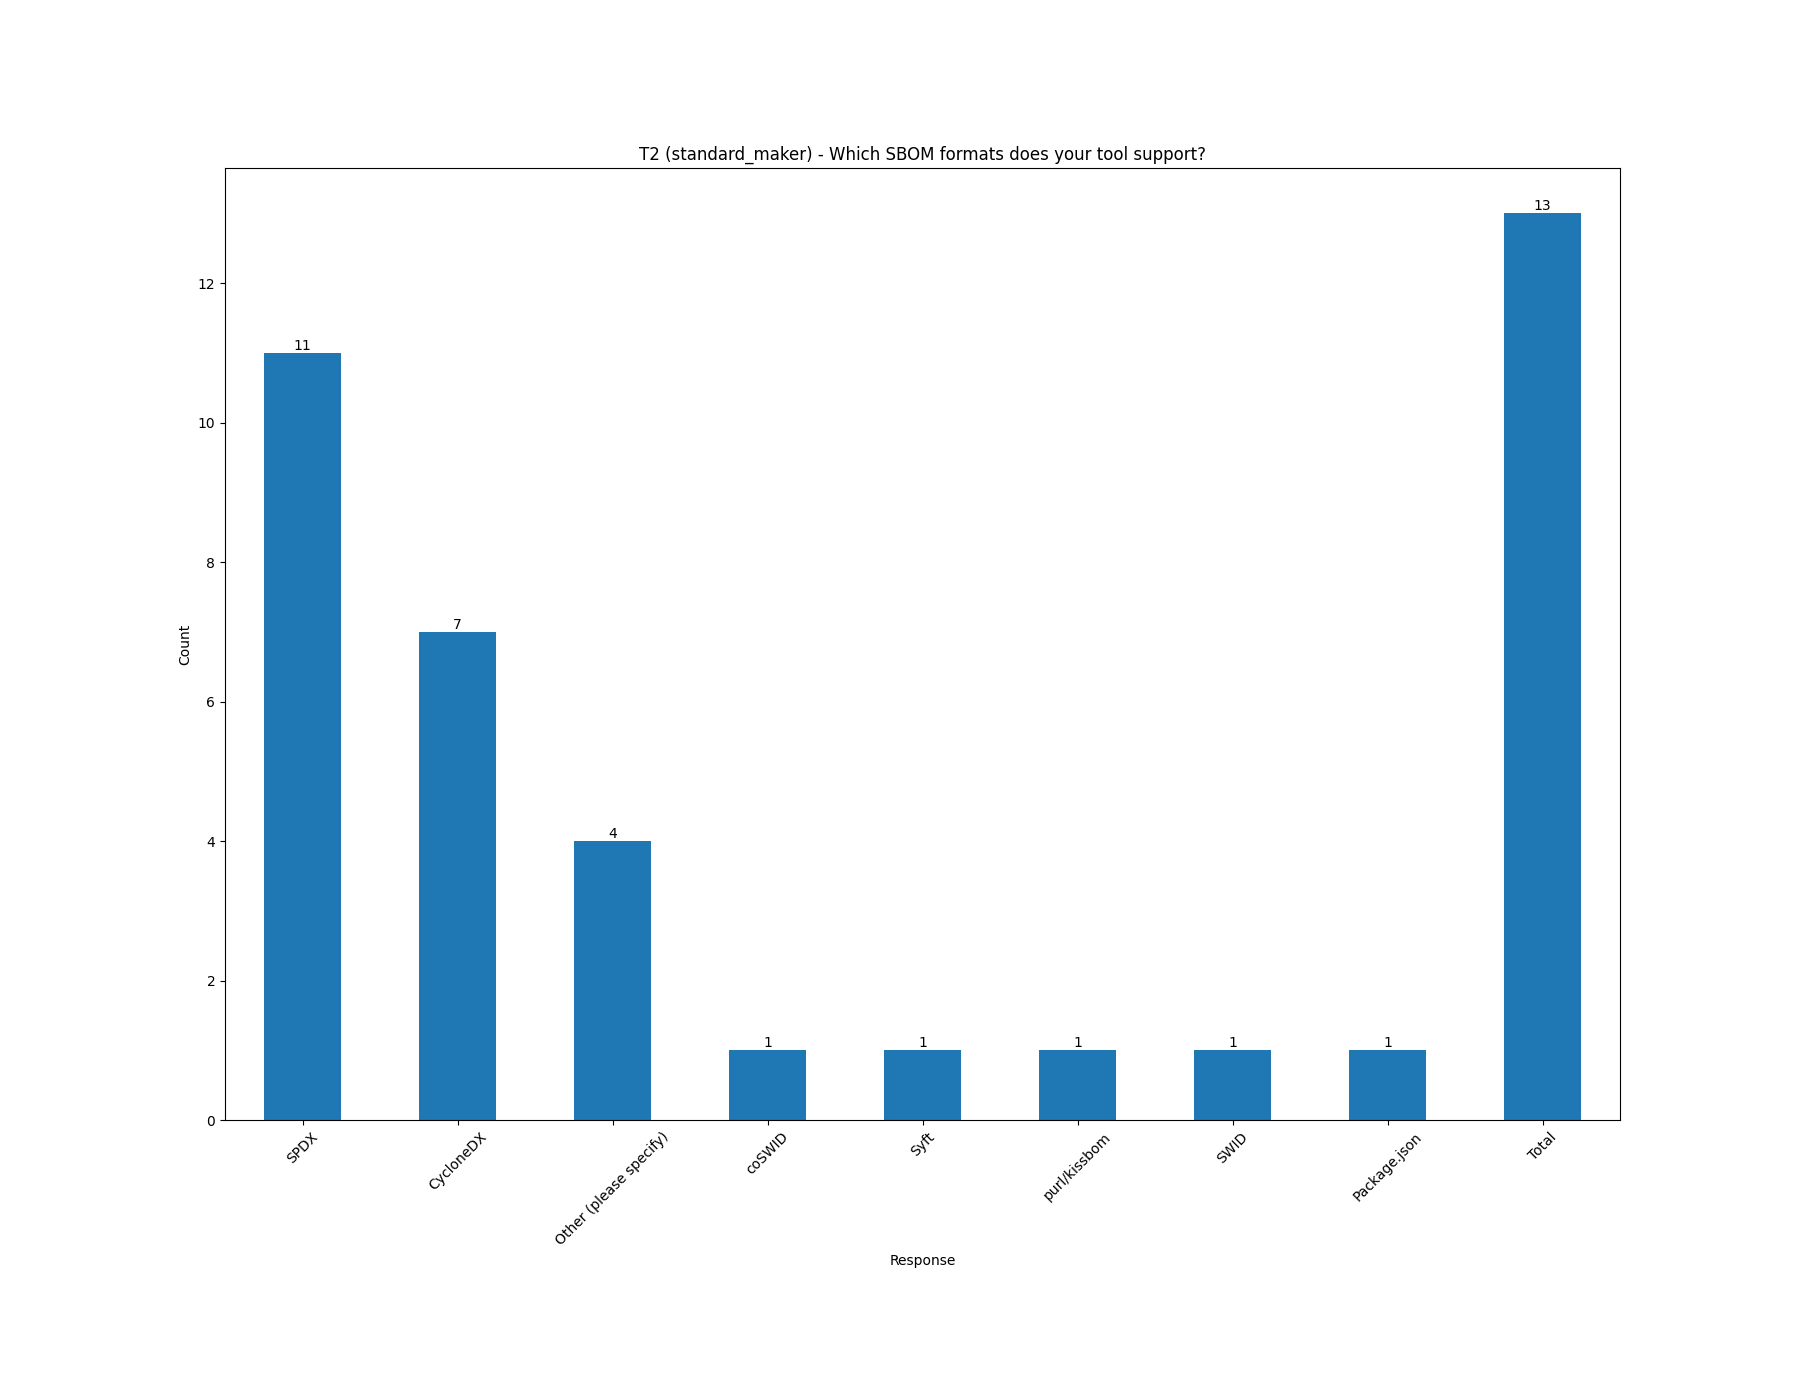 T2 (standard_maker) - Which SBOM formats does your tool support?
13
12
11
10
8
7
6
4
4
2
1
1
1
1
1
0
Count
SPDX
CycloneDX
Other (please specify)
coSWID
Syft
purl/kissbom
SWID
Package.json
Total
Response